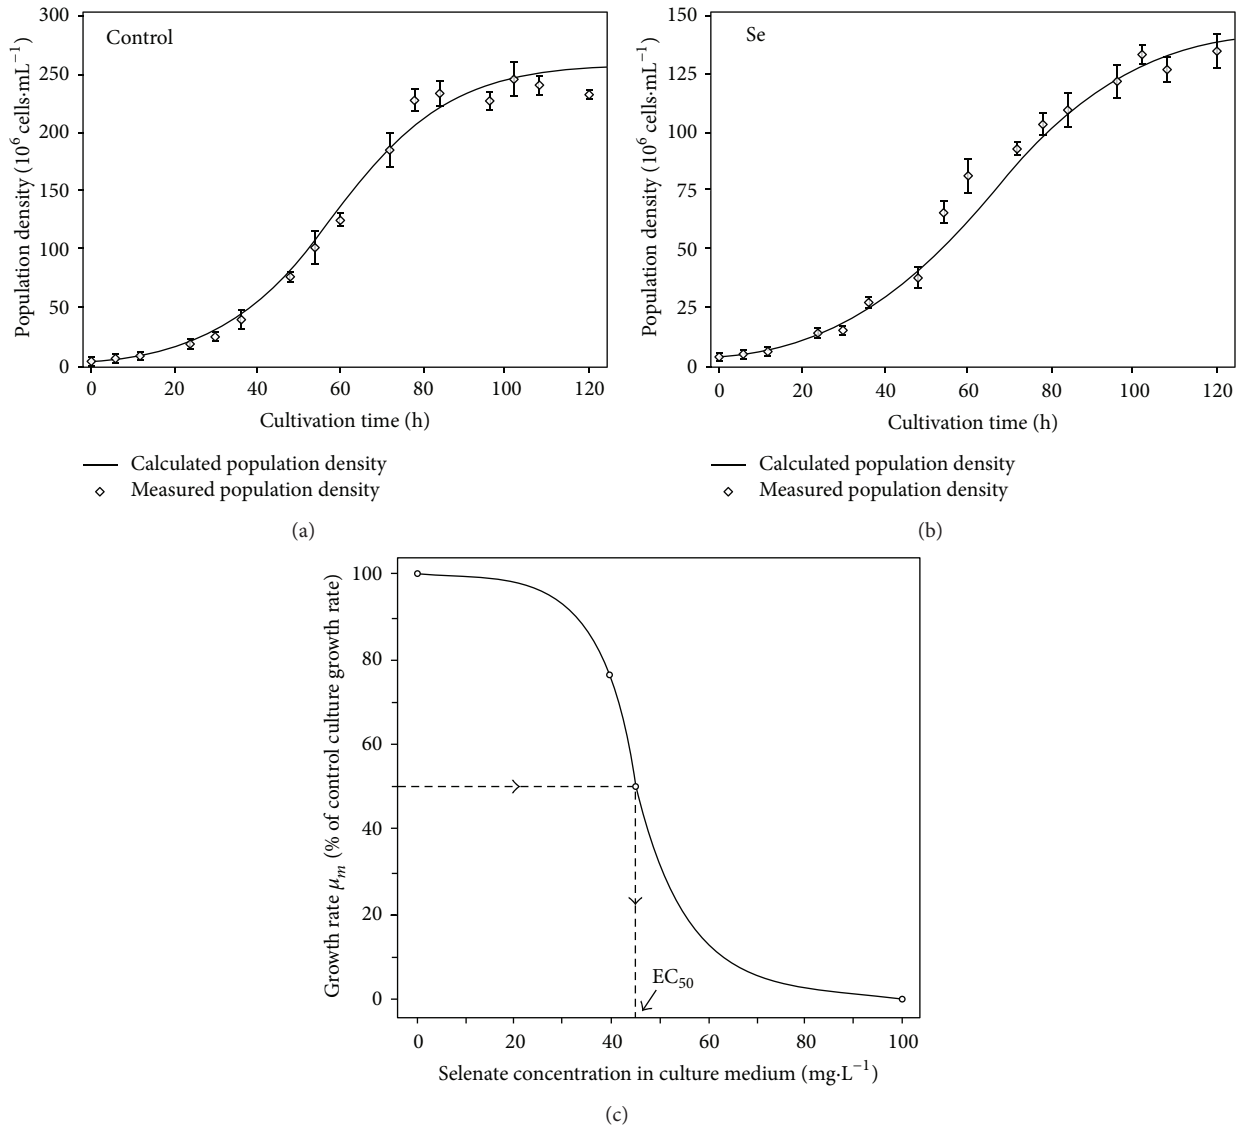 Control
Population density (10⁶ cells·mL⁻¹)
300
250
200
150
100
50
0
0 20 40 60 80 100 120
Cultivation time (h)
Calculated population density
Measured population density
(a)
Se
Population density (10⁶ cells·mL⁻¹)
150
125
100
75
50
25
0
0 20 40 60 80 100 120
Cultivation time (h)
Calculated population density
Measured population density
(b)
Growth rate μₘ (% of control culture growth rate)
100
80
60
40
20
0
EC₅₀
0 20 40 60 80 100
Selenate concentration in culture medium (mg·L⁻¹)
(c)